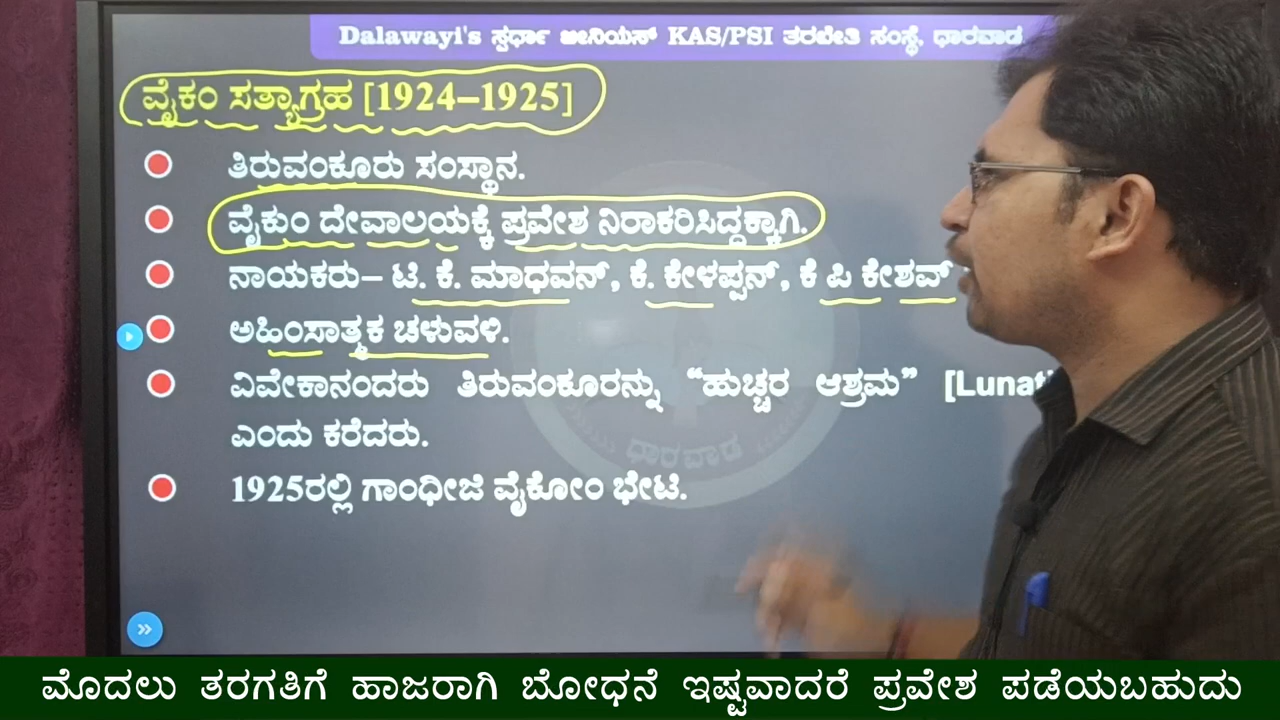 Dalawayi's ಸ್ಪರ್ಧಾ ಜೀನಿಯಸ್ KAS/PSI ತರಬೇತಿ ಸಂಸ್ಥೆ, ಧಾರವಾಡ
ವೈಕಂ ಸತ್ಯಾಗ್ರಹ [1924–1925]
ತಿರುವಂಕೂರು ಸಂಸ್ಥಾನ.
ವೈಕುಂ ದೇವಾಲಯಕ್ಕೆ ಪ್ರವೇಶ ನಿರಾಕರಿಸಿದ್ದಕ್ಕಾಗಿ.
ನಾಯಕರು– ಟಿ. ಕೆ. ಮಾಧವನ್, ಕೆ. ಕೇಳಪ್ಪನ್, ಕೆ ಪಿ ಕೇಶವ್
ಅಹಿಂಸಾತ್ಮಕ ಚಳುವಳಿ.
ವಿವೇಕಾನಂದರು ತಿರುವಂಕೂರನ್ನು “ಹುಚ್ಚರ ಆಶ್ರಮ” [Lunati
ಎಂದು ಕರೆದರು.
ಧಾರವಾಡ
1925ರಲ್ಲಿ ಗಾಂಧೀಜಿ ವೈಕೋಂ ಭೇಟಿ.
ಮೊದಲು ತರಗತಿಗೆ ಹಾಜರಾಗಿ ಬೋಧನೆ ಇಷ್ಟವಾದರೆ ಪ್ರವೇಶ ಪಡೆಯಬಹುದು